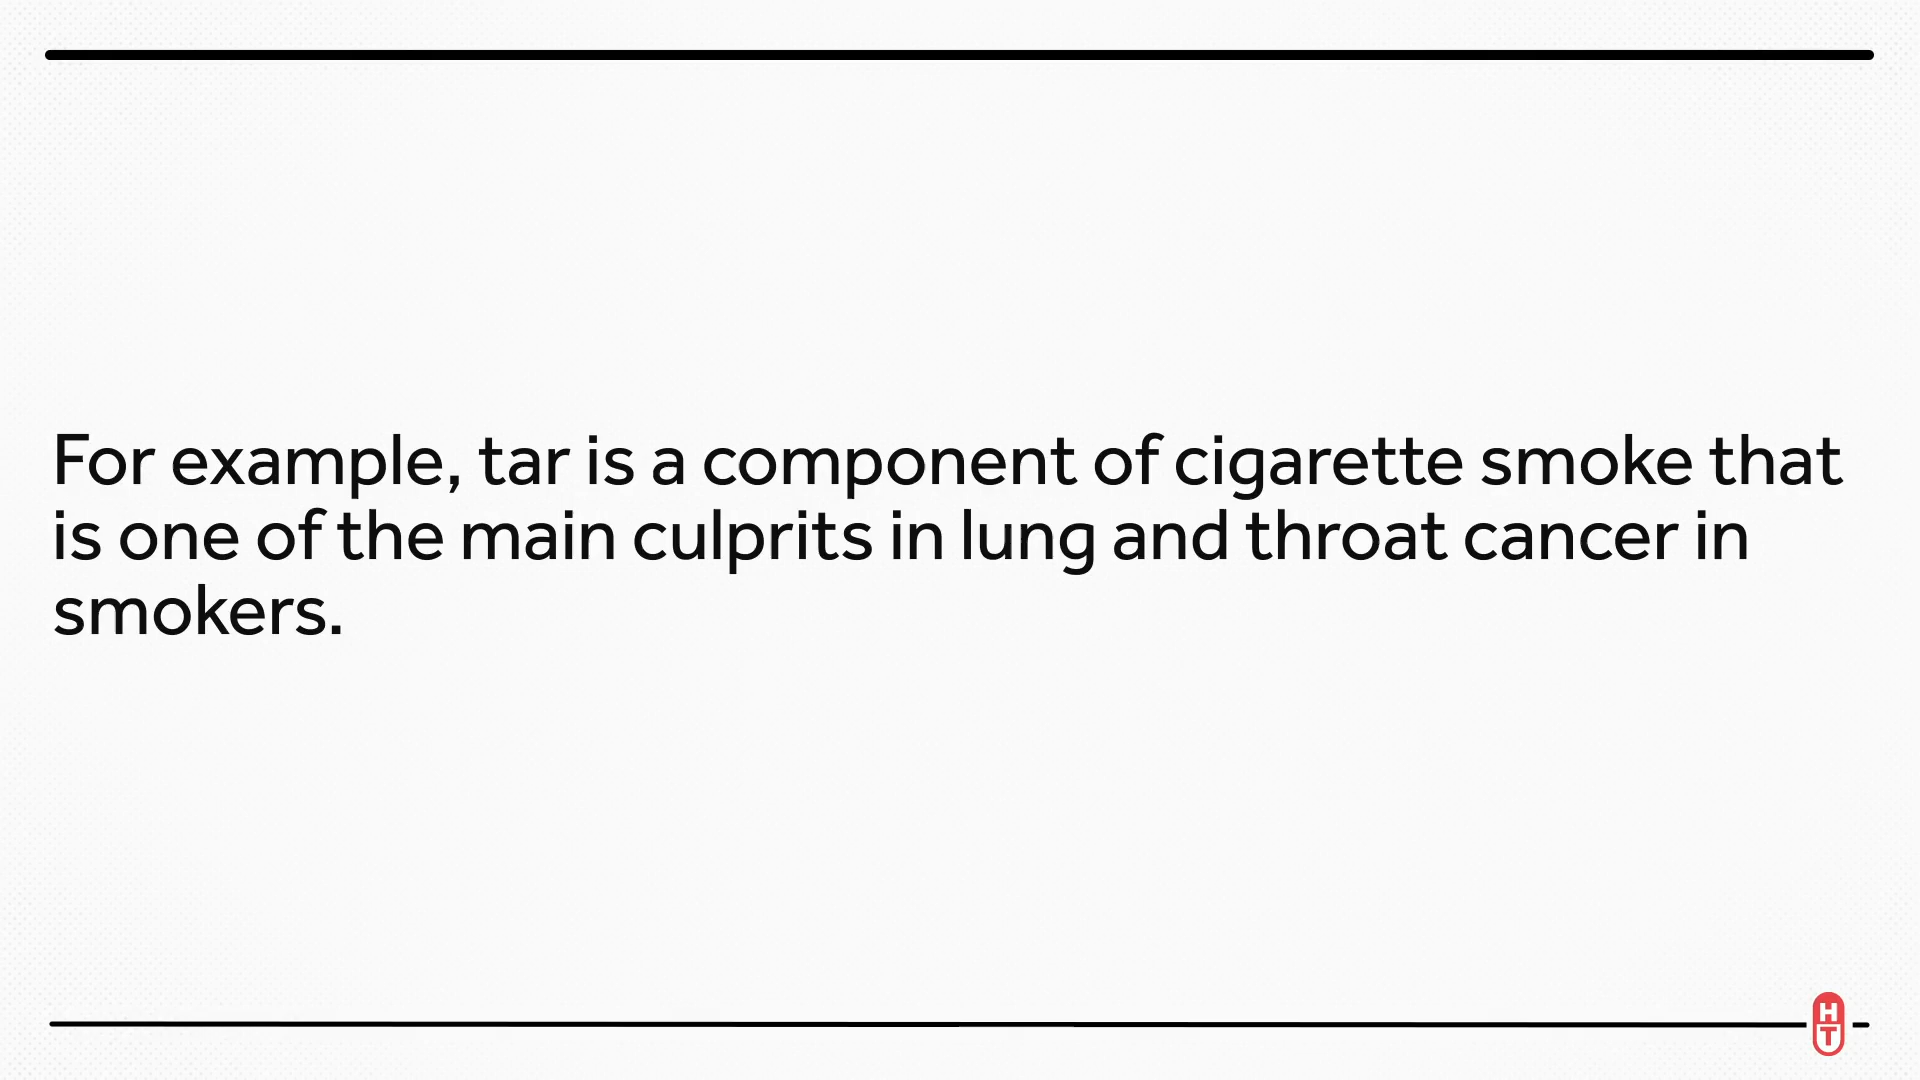 For example, tar is a component of cigarette smoke that
is one of the main culprits in lung and throat cancer in
smokers.
H
T